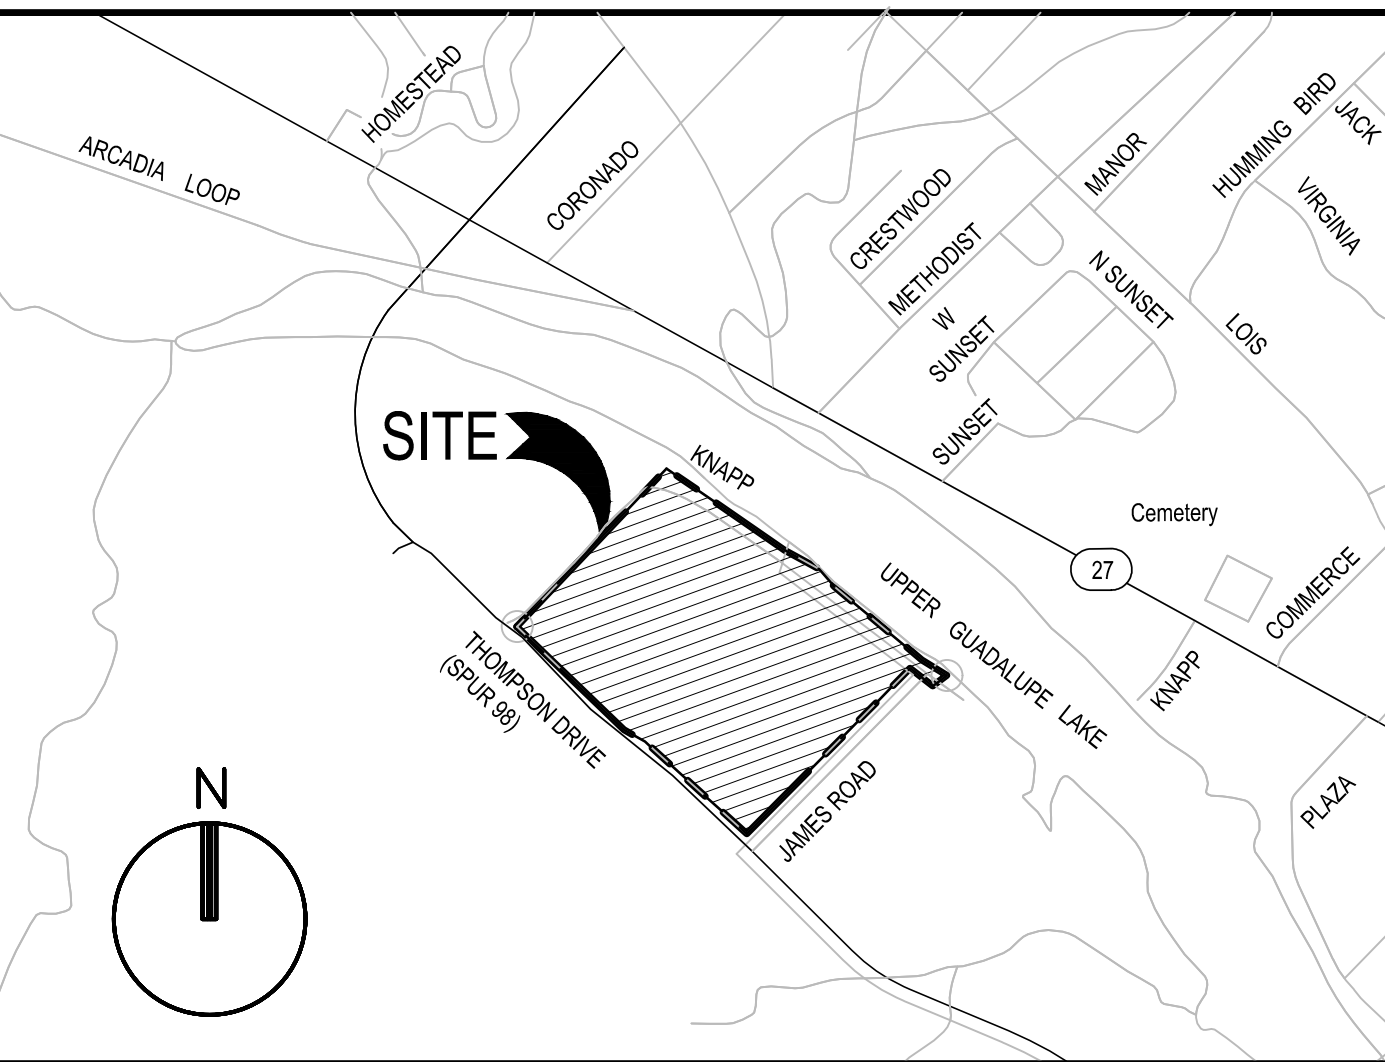 HOMESTEAD
ARCADIA LOOP
CORONADO
CRESTWOOD
METHODIST
MANOR
HUMMING BIRD
JACK
VIRGINIA
N SUNSET
W
SUNSET
LOIS
SUNSET
SITE
KNAPP
Cemetery
27
COMMERCE
UPPER GUADALUPE LAKE
KNAPP
THOMPSON DRIVE
(SPUR 98)
JAMES ROAD
PLAZA
N